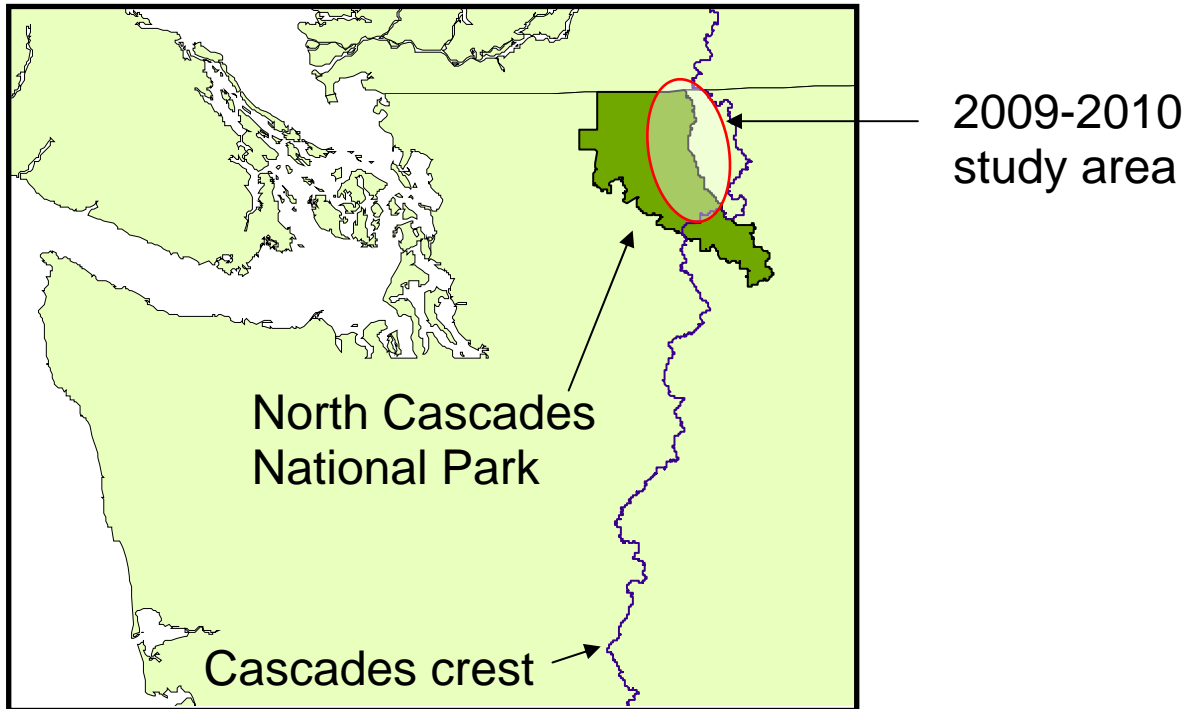 2009-2010
study area
North Cascades
National Park
Cascades crest